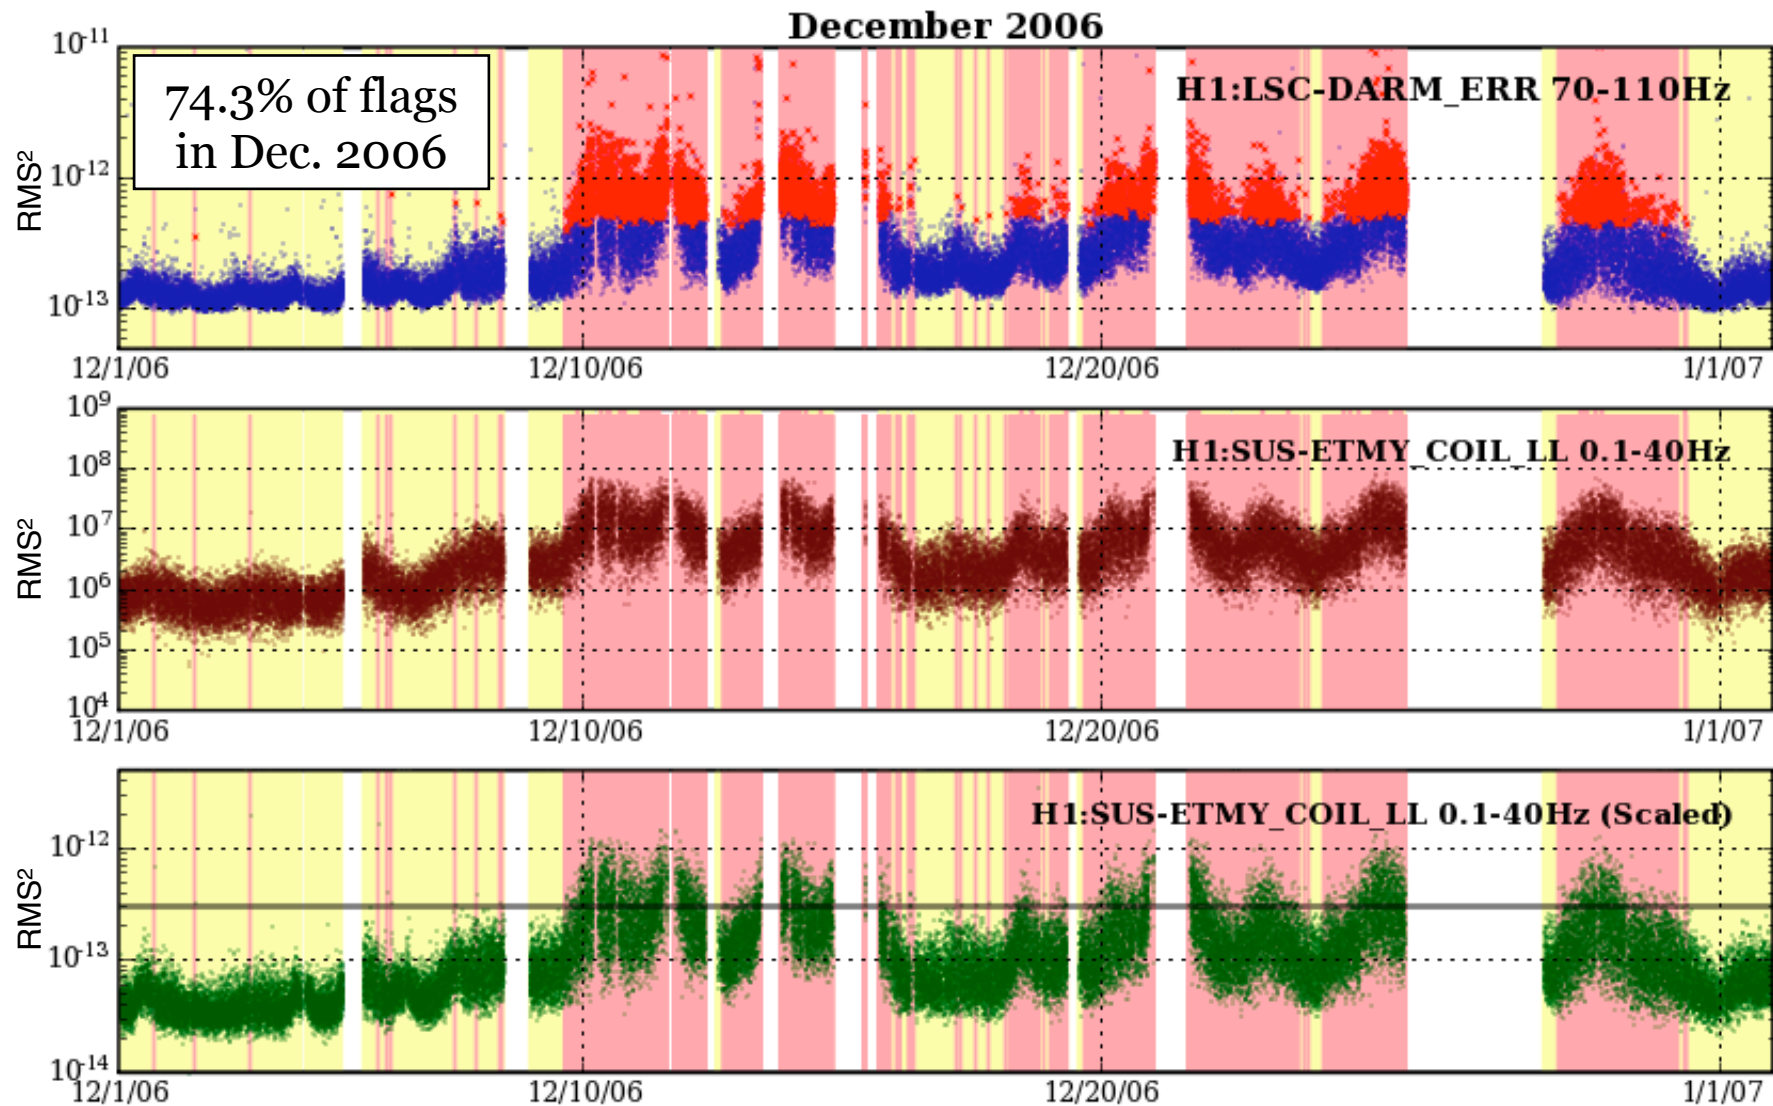 December 2006
10⁻¹¹
74.3% of flags
in Dec. 2006
H1:LSC-DARM_ERR 70-110Hz
RMS²
10⁻¹²
10⁻¹³
12/1/06 12/10/06 12/20/06 1/1/07
10⁹
H1:SUS-ETMY_COIL_LL 0.1-40Hz
10⁸
RMS²
10⁷
10⁶
10⁵
10⁴
12/1/06 12/10/06 12/20/06 1/1/07
H1:SUS-ETMY_COIL_LL 0.1-40Hz (Scaled)
10⁻¹²
RMS²
10⁻¹³
10⁻¹⁴
12/1/06 12/10/06 12/20/06 1/1/07